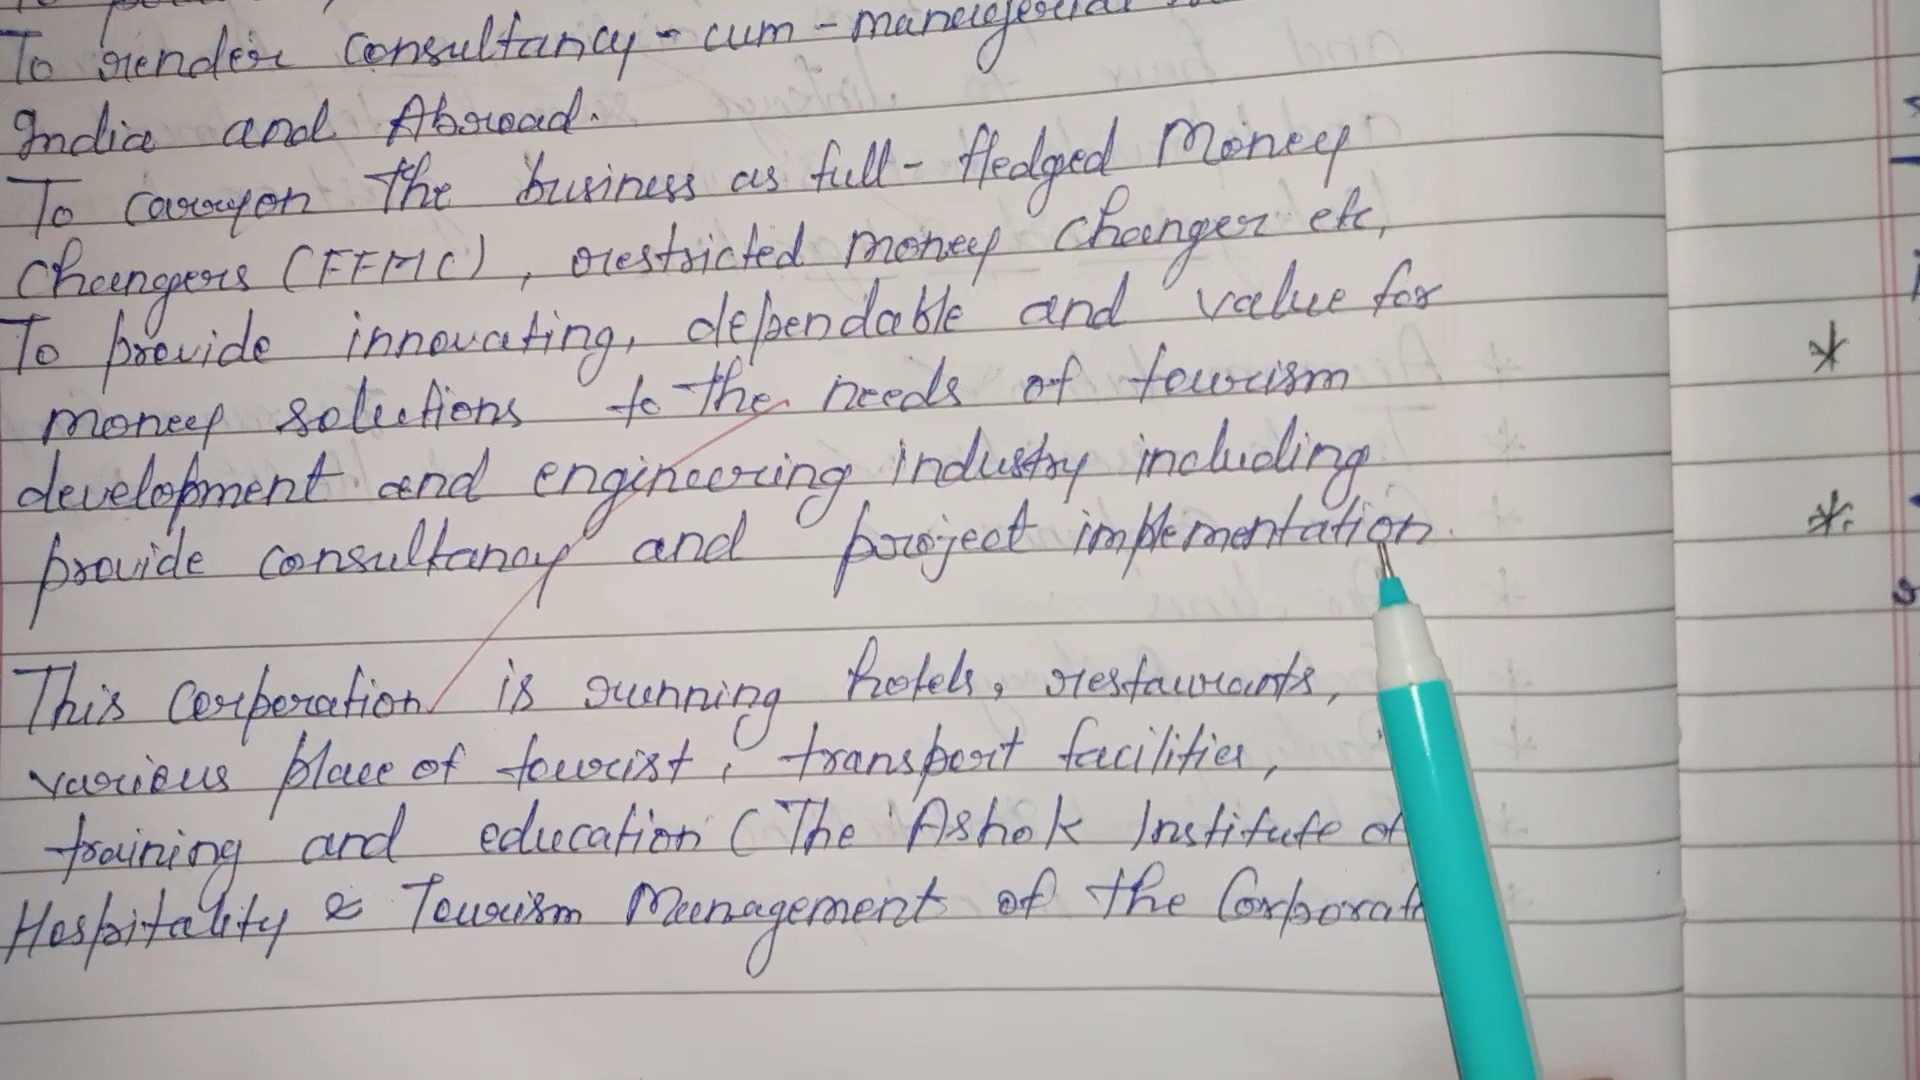 To render consultancy - cum - managerial
India and Abroad.
To carryon the business as full - fledged Money
Changers (FFMC), restricted money changer etc,
To provide innovating, dependable and value for
money solutions to the needs of tourism
development and engineering industry including
provide consultancy and project implementation.
This Corporation is running hotels, restaurants,
various place of tourist, transport facilities,
training and education (The Ashok Institute of
Hospitality & Tourism Management of the Corporat
*
*